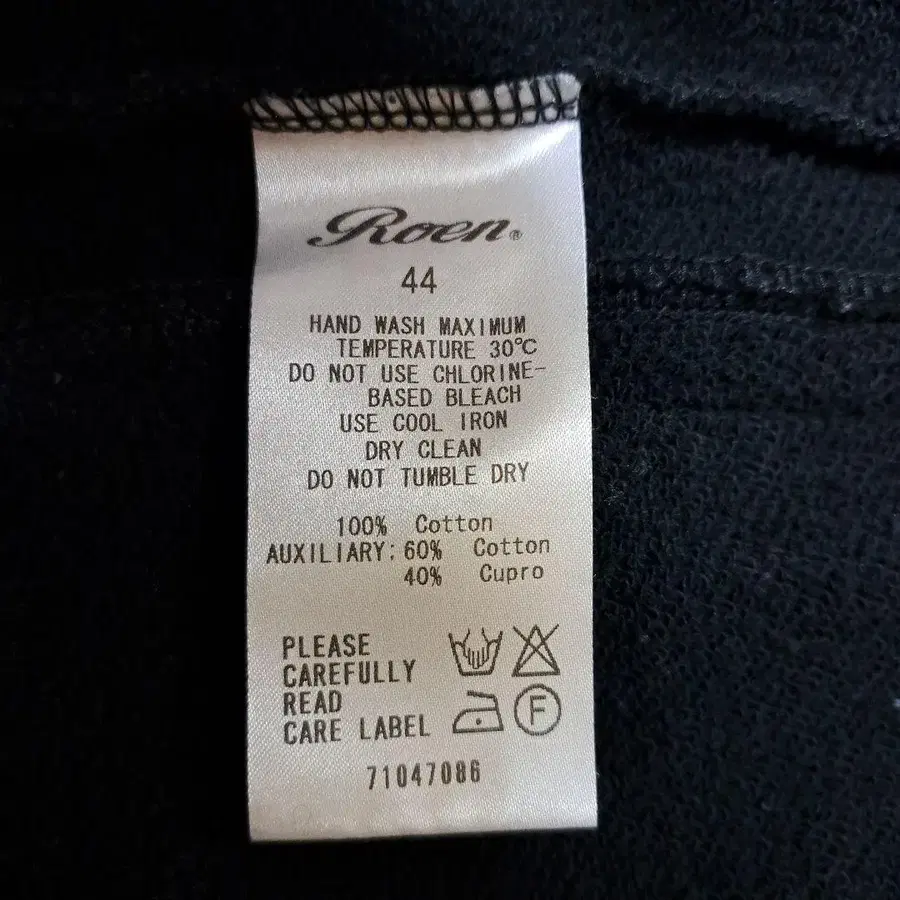 Roen®
44
HAND WASH MAXIMUM
TEMPERATURE 30℃
DO NOT USE CHLORINE-
BASED BLEACH
USE COOL IRON
DRY CLEAN
DO NOT TUMBLE DRY
100% Cotton
AUXILIARY: 60% Cotton
40% Cupro
PLEASE
CAREFULLY
READ
CARE LABEL
F
71047086